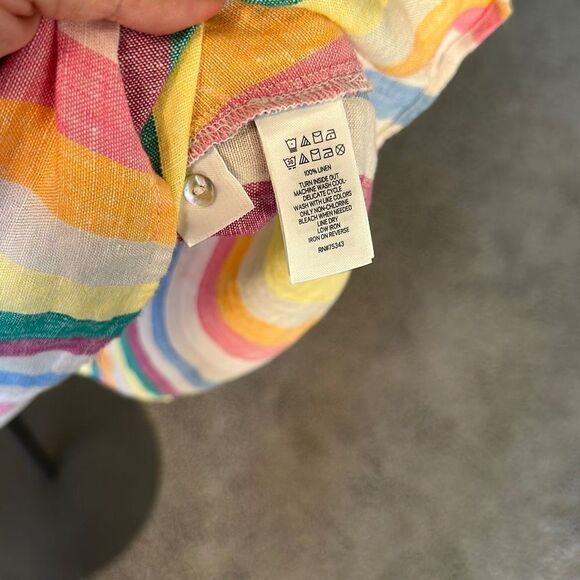 30
100% LINEN
TURN INSIDE OUT
MACHINE WASH COOL-
DELICATE CYCLE
WASH WITH LIKE COLORS
ONLY NON-CHLORINE
BLEACH WHEN NEEDED
LINE DRY
LOW IRON
IRON ON REVERSE
RN#75343